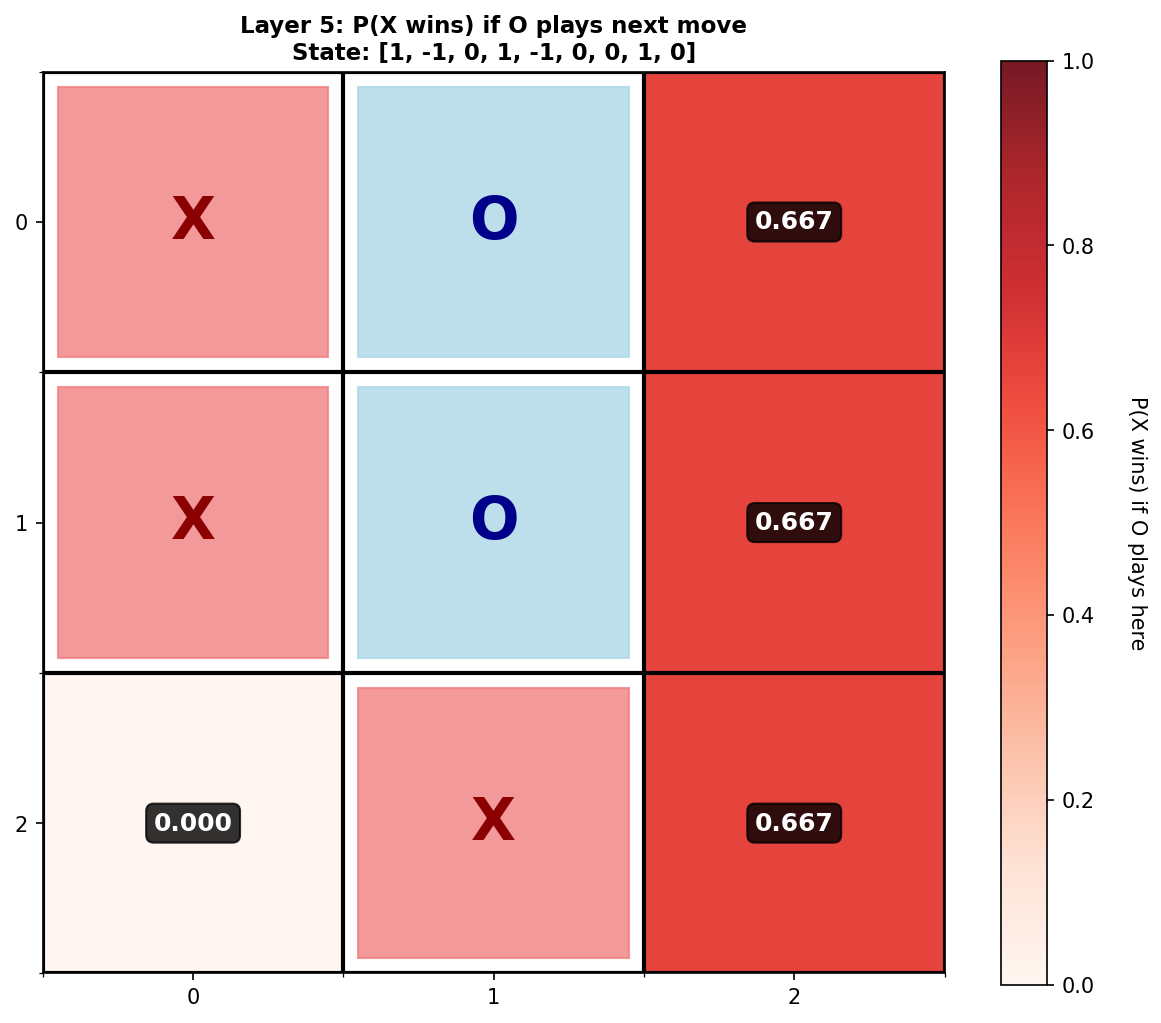 Layer 5: P(X wins) if O plays next move
State: [1, -1, 0, 1, -1, 0, 0, 1, 0]
0
X
O
0.667
1
X
O
0.667
2
0.000
X
0.667
0
1
2
1.0
0.8
0.6
0.4
0.2
0.0
P(X wins) if O plays here